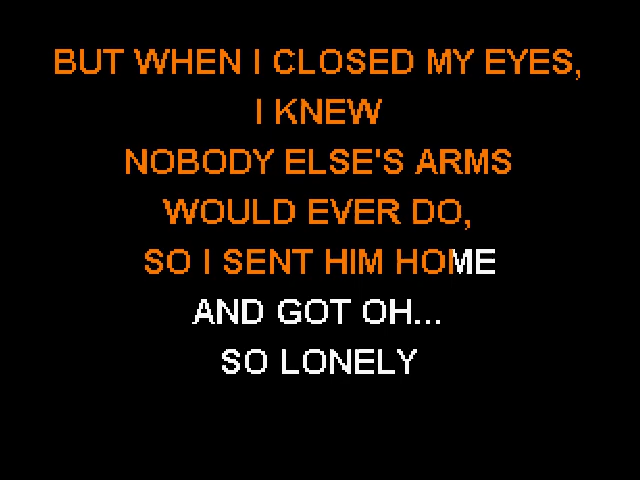 BUT WHEN I CLOSED MY EYES,
I KNEW
NOBODY ELSE'S ARMS
WOULD EVER DO,
SO I SENT HIM HOME
AND GOT OH...
SO LONELY